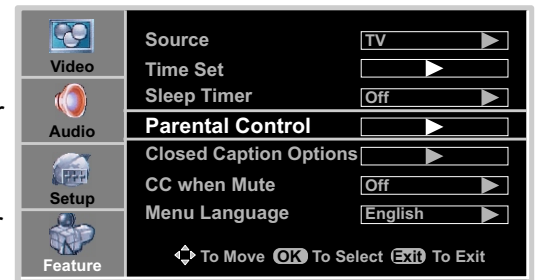 Video
Audio
Setup
Feature
Source TV
Time Set
Sleep Timer Off
Parental Control
Closed Caption Options
CC when Mute Off
Menu Language English
To Move OK To Select Exit To Exit